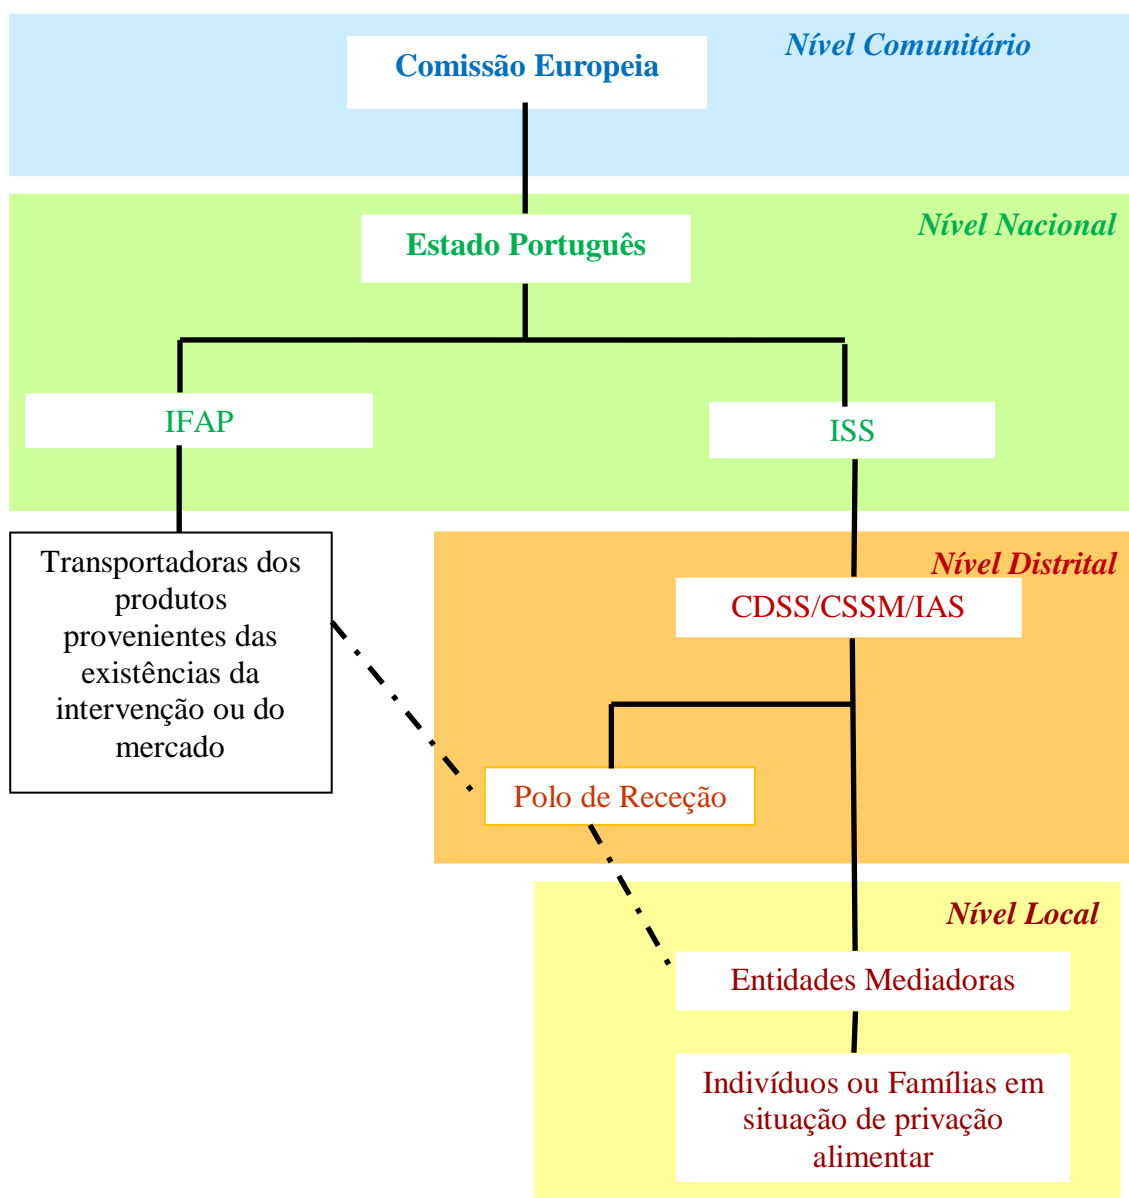 Nível Comunitário
Comissão Europeia
Nível Nacional
Estado Português
IFAP
ISS
Transportadoras dos
produtos
provenientes das
existências da
intervenção ou do
mercado
Nível Distrital
CDSS/CSSM/IAS
Polo de Receção
Nível Local
Entidades Mediadoras
Indivíduos ou Famílias em
situação de privação
alimentar